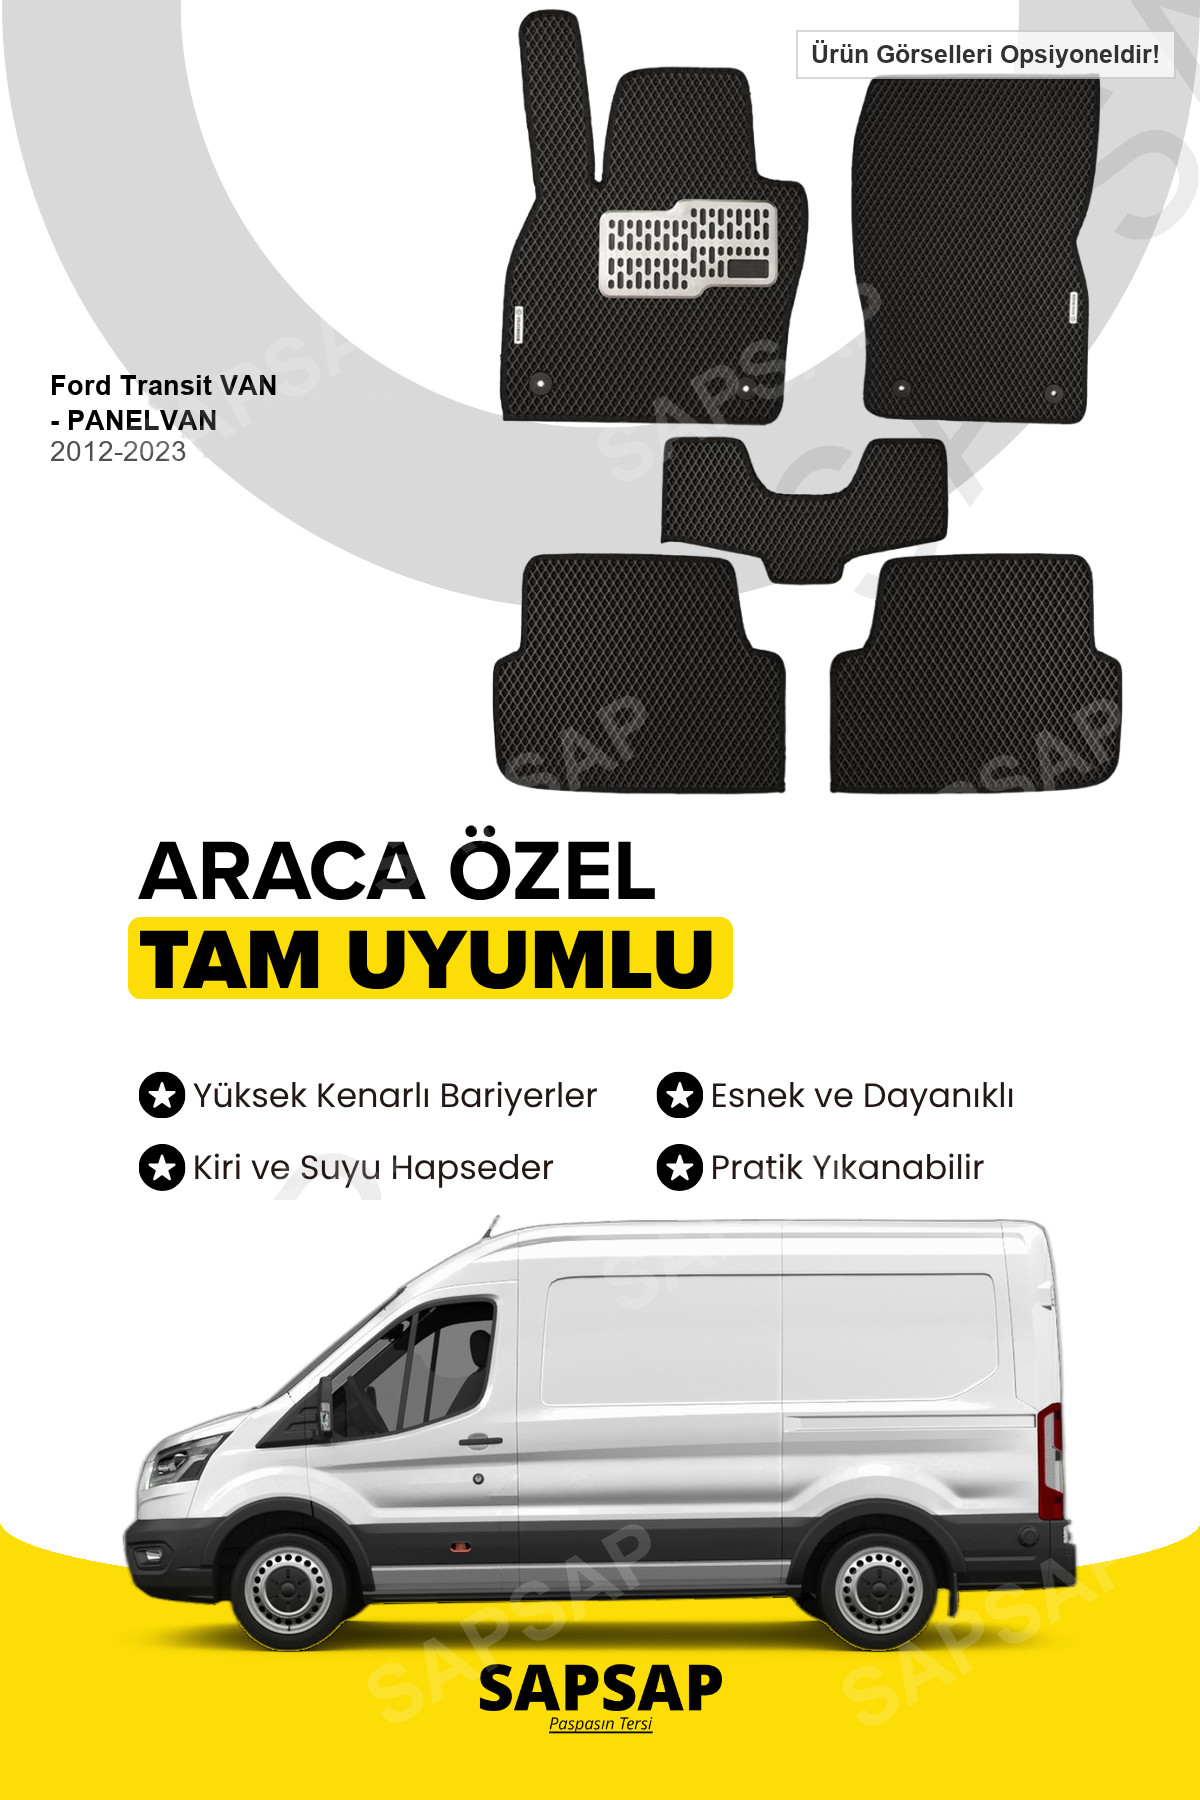 Ürün Görselleri Opsiyoneldir!
Ford Transit VAN
- PANELVAN
2012-2023
ARACA ÖZEL
TAM UYUMLU
Yüksek Kenarlı Bariyerler
Esnek ve Dayanıklı
Kiri ve Suyu Hapseder
Pratik Yıkanabilir
SAPSAP
Paspasın Tersi